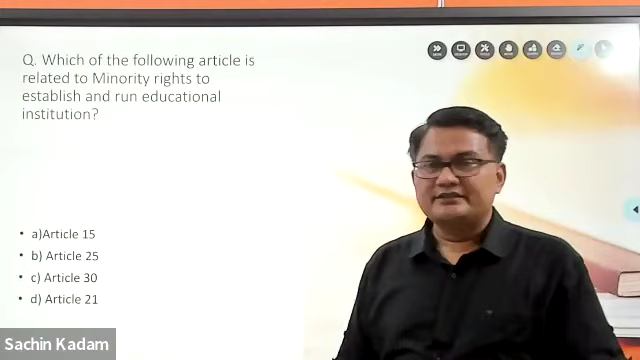 Q. Which of the following article is
related to Minority rights to
establish and run educational
institution?
• a)Article 15
• b) Article 25
• c) Article 30
• d) Article 21
Sachin Kadam